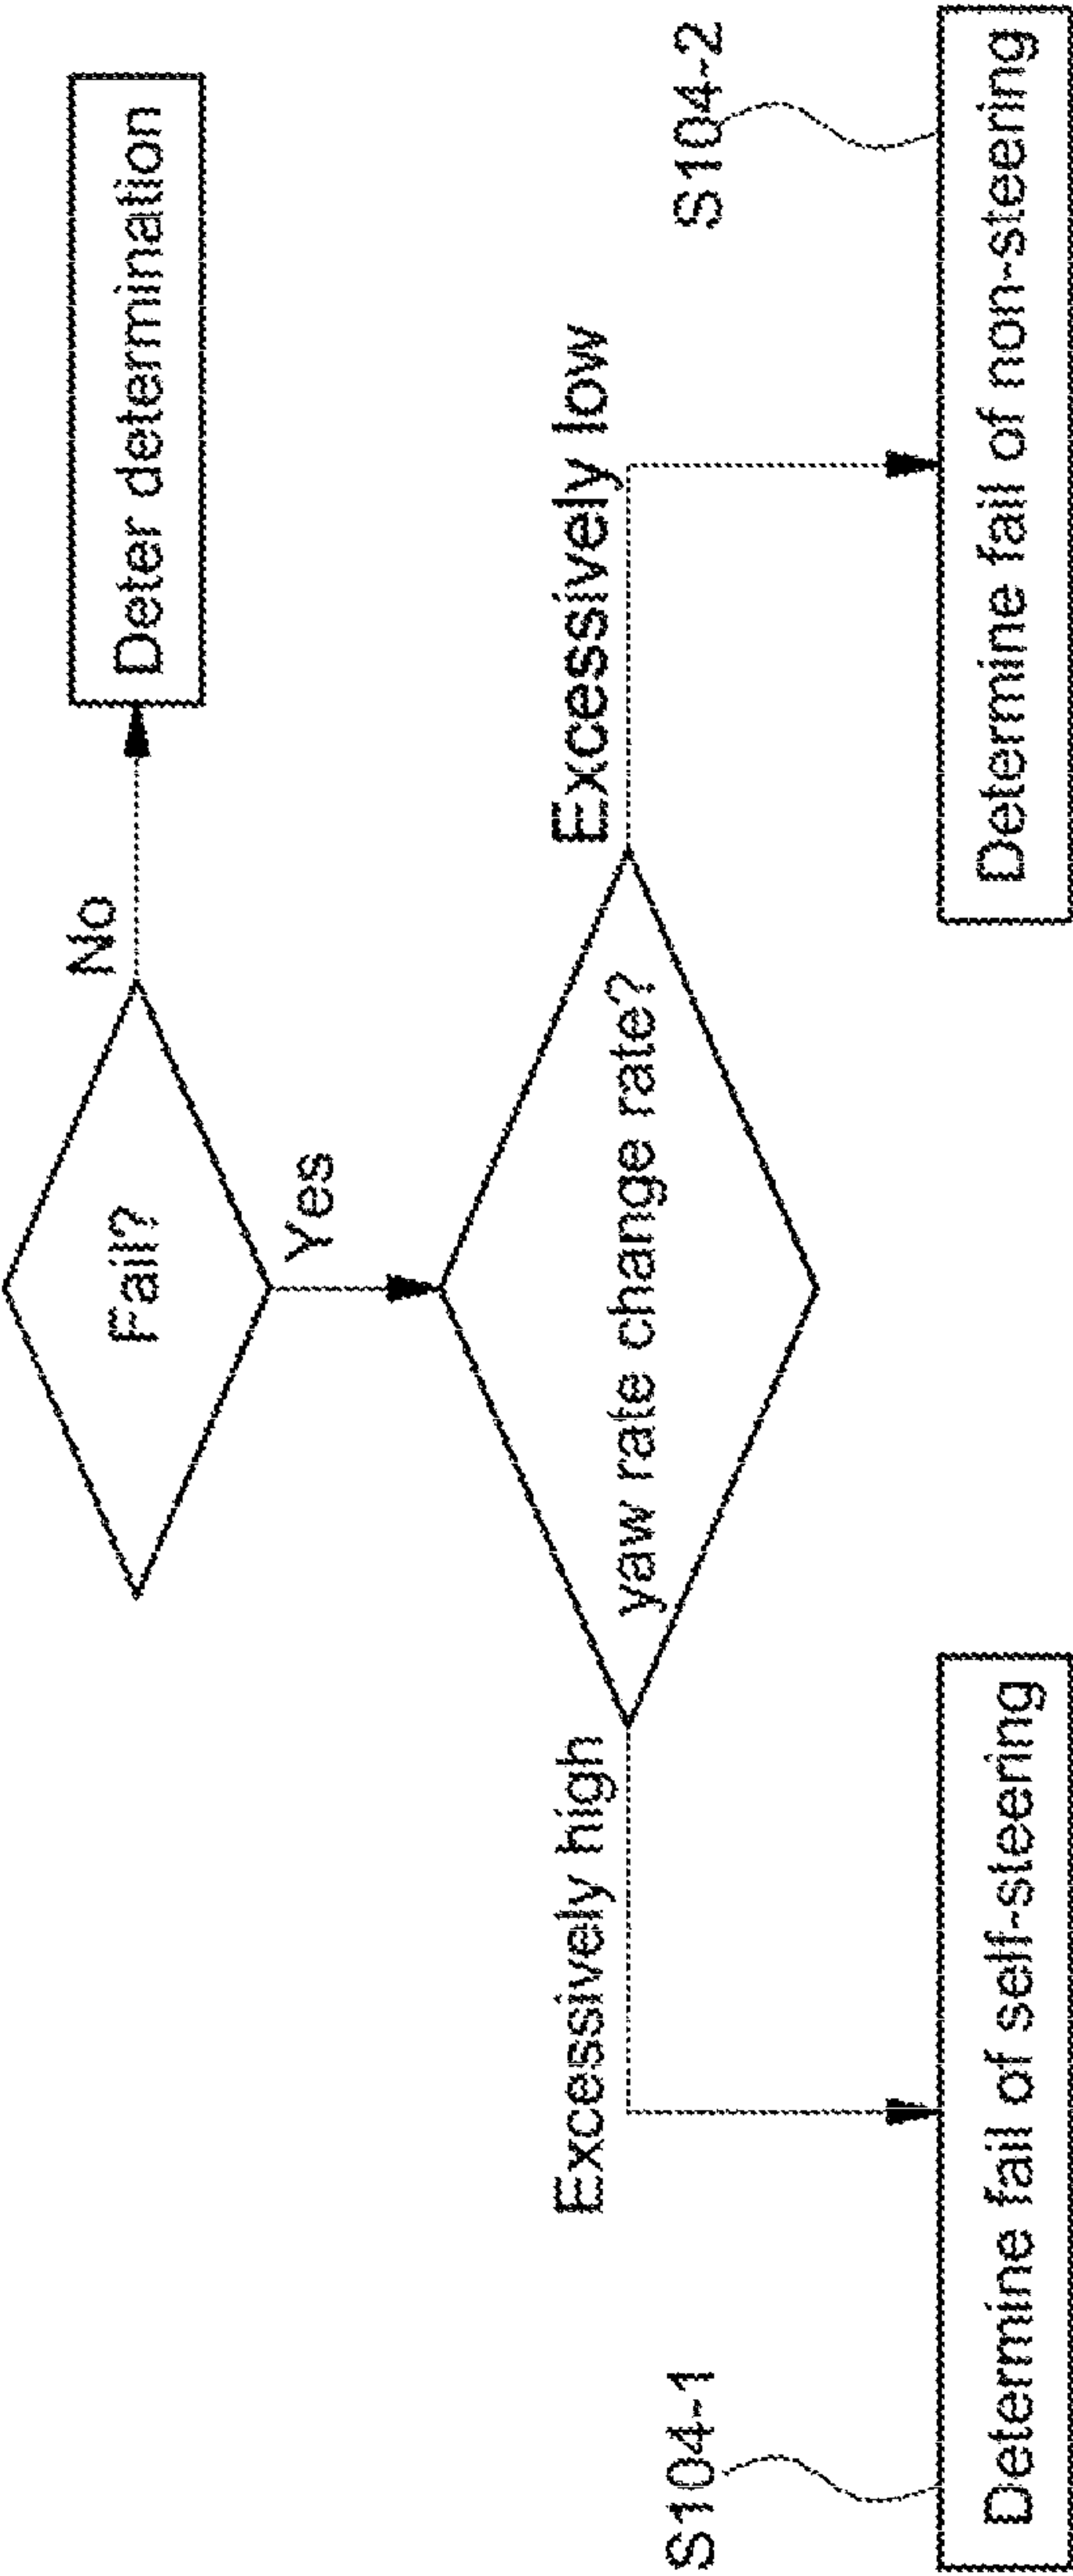 Fail?
No
Deter determination
Yes
yaw rate change rate?
Excessively high
Excessively low
S104-1
S104-2
Determine fail of self-steering
Determine fail of non-steering